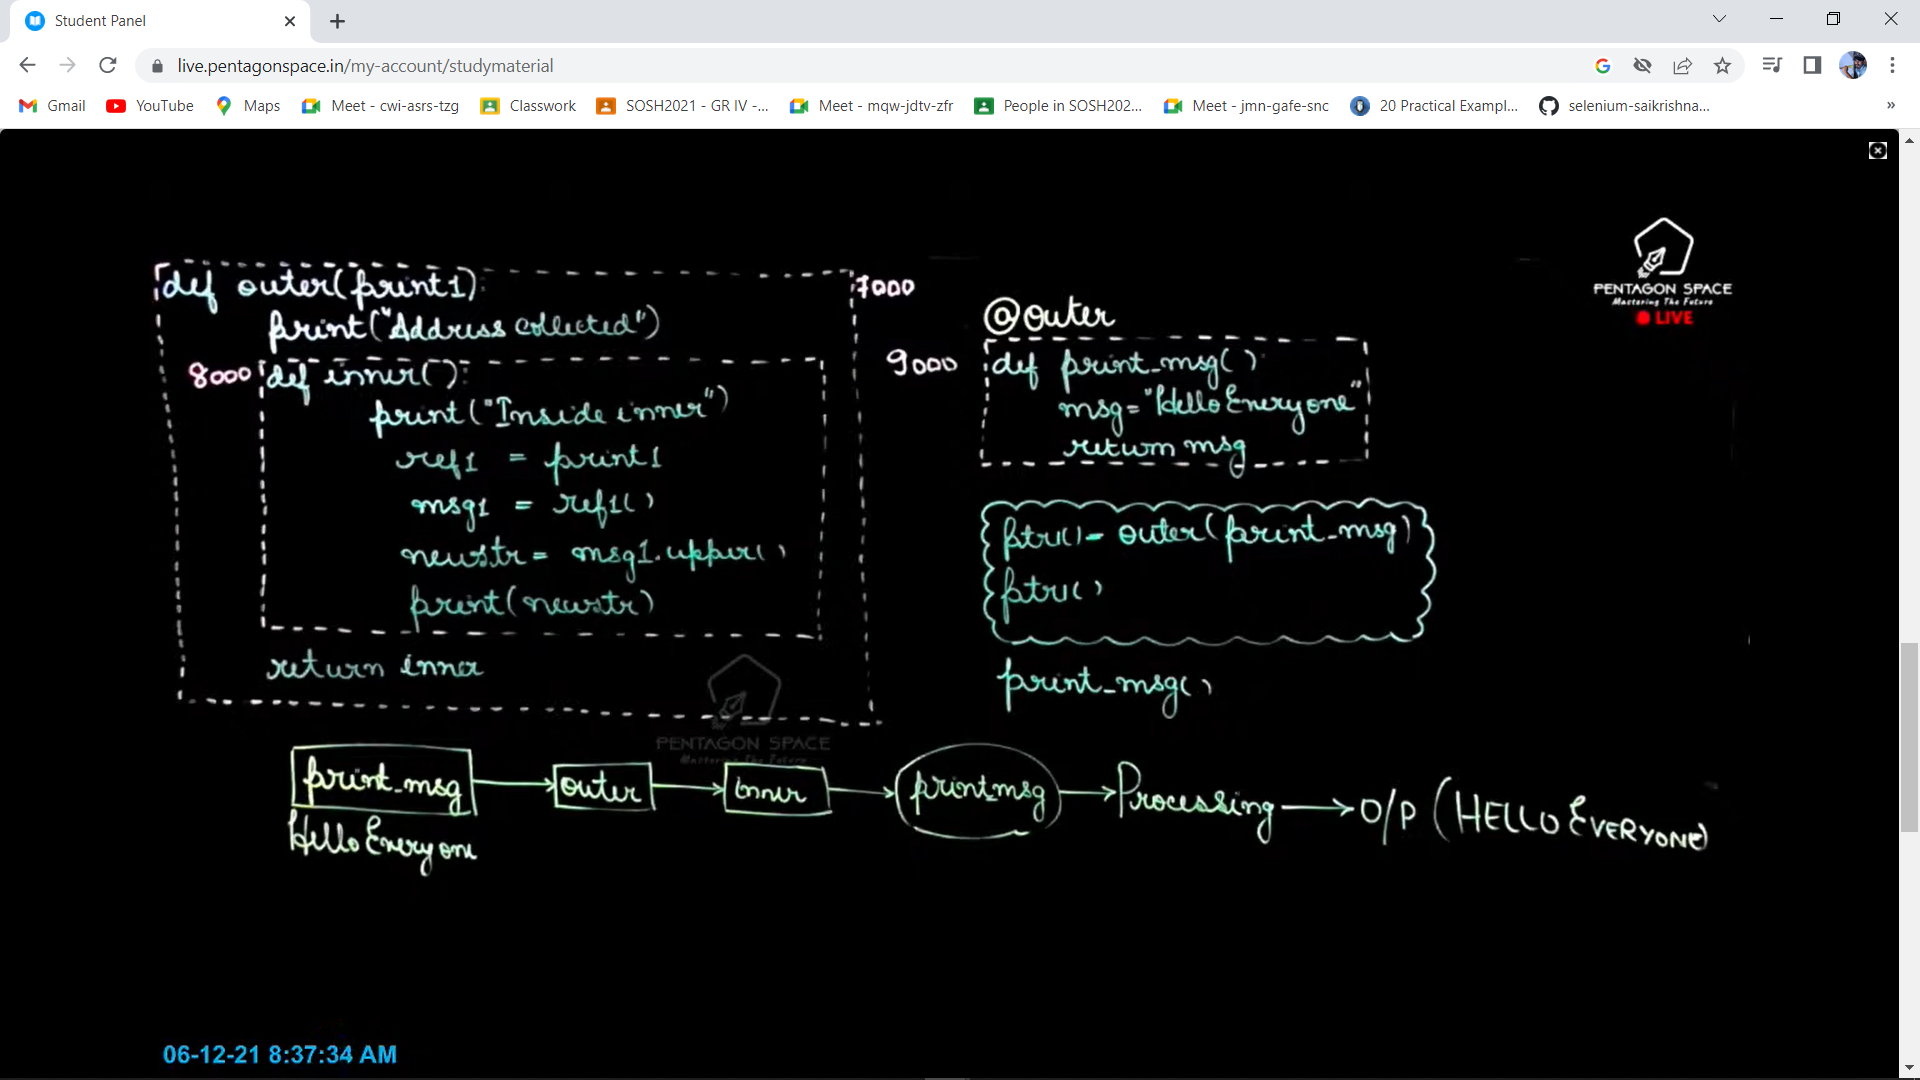 Student Panel
live.pentagonspace.in/my-account/studymaterial
Gmail YouTube Maps Meet - cwi-asrs-tzg Classwork SOSH2021 - GR IV -... Meet - mqw-jdtv-zfr People in SOSH202... Meet - jmn-gafe-snc 20 Practical Exampl... selenium-saikrishna... »
PENTAGON SPACE
Mastering The Future
LIVE
def outer(print1):
print("Address collected")
8000 def inner():
print("Inside inner")
ref1 = print1
msg1 = ref1()
newstr = msg1.upper()
print(newstr)
return inner
7000
@outer
9000 def print_msg()
msg="Hello Everyone"
return msg
ptr()= outer(print_msg)
ptr()
print_msg()
PENTAGON SPACE
Mastering The Future
print_msg outer inner printmsg Processing O/P (HELLO EVERYONE)
Hello Everyone
06-12-21 8:37:34 AM